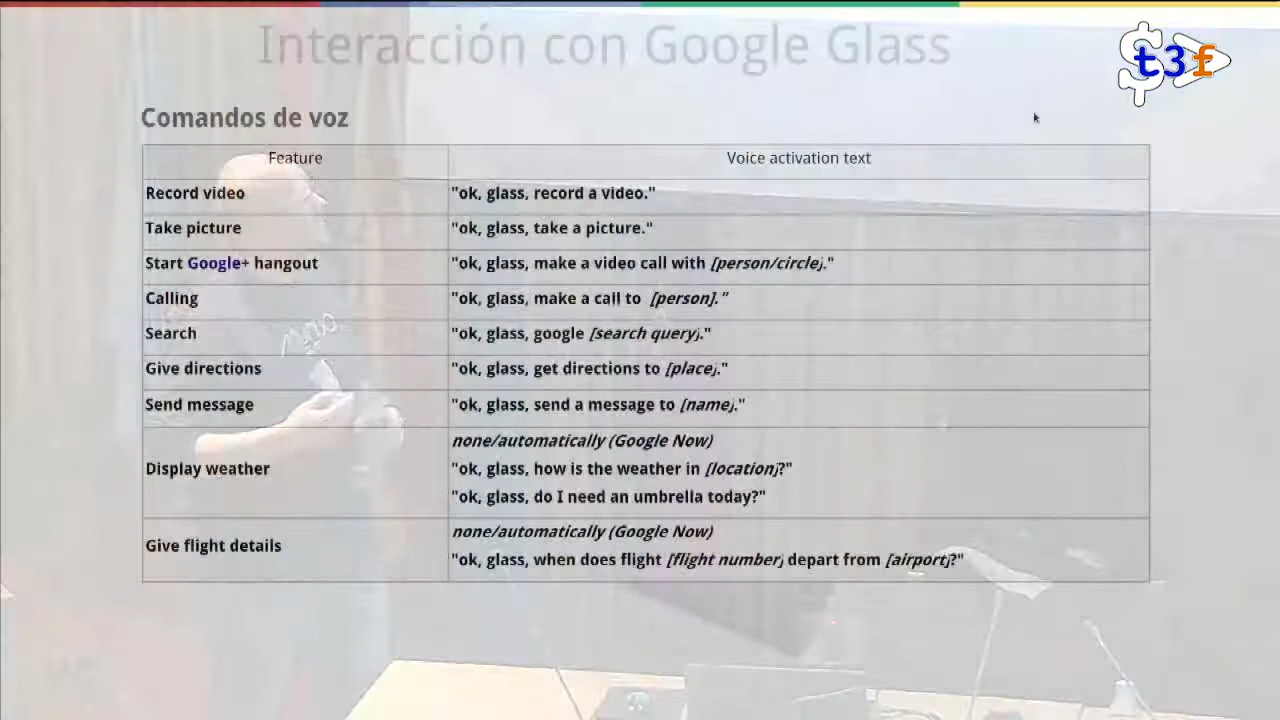 Interacción con Google Glass
$t3f
Comandos de voz
Feature Voice activation text
Record video "ok, glass, record a video."
Take picture "ok, glass, take a picture."
Start Google+ hangout "ok, glass, make a video call with [person/circle]."
Calling "ok, glass, make a call to [person]."
Search "ok, glass, google [search query]."
Give directions "ok, glass, get directions to [place]."
Send message "ok, glass, send a message to [name]."
Display weather
none/automatically (Google Now)
"ok, glass, how is the weather in [location]?"
"ok, glass, do I need an umbrella today?"
Give flight details
none/automatically (Google Now)
"ok, glass, when does flight [flight number] depart from [airport]?"